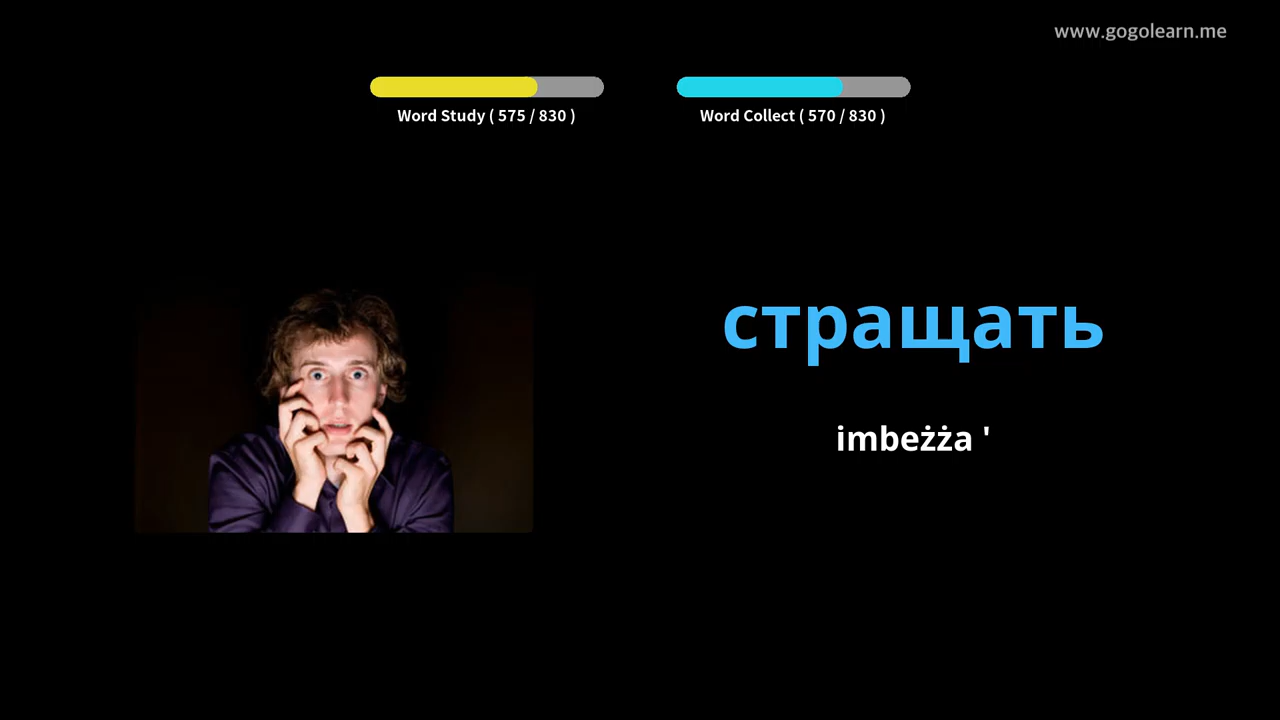 www.gogolearn.me
Word Study ( 575 / 830 )
Word Collect ( 570 / 830 )
стращать
imbeżża '